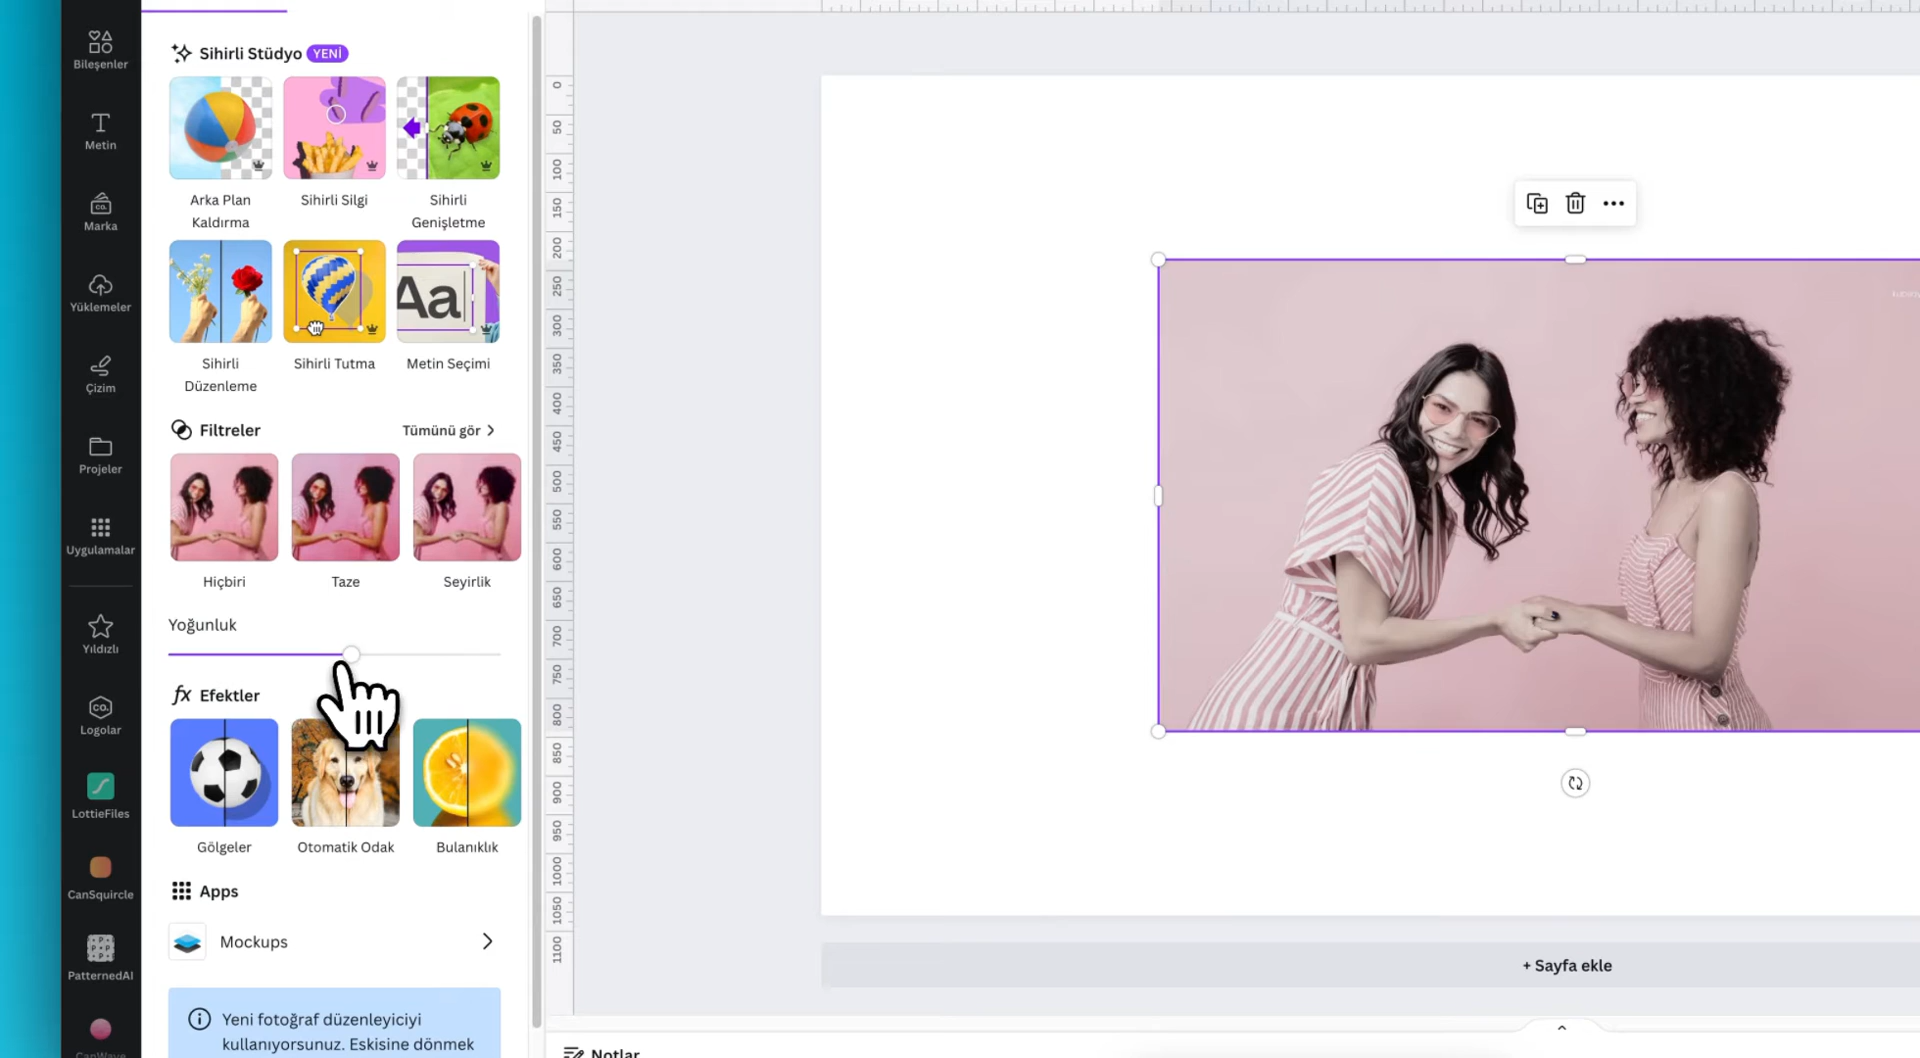 Bileşenler
Metin
Marka
Yüklemeler
Çizim
Projeler
Uygulamalar
Yıldızlı
Logolar
LottieFiles
CanSquircle
PatternedAI
CanWave
Sihirli Stüdyo YENİ
Arka Plan
Kaldırma
Sihirli Silgi
Sihirli
Genişletme
Aa
Sihirli
Düzenleme
Sihirli Tutma
Metin Seçimi
Filtreler
Tümünü gör
Hiçbiri
Taze
Seyirlik
Yoğunluk
fx Efektler
Gölgeler
Otomatik Odak
Bulanıklık
Apps
Mockups
Yeni fotoğraf düzenleyiciyi
kullanıyorsunuz. Eskisine dönmek
0
50
100
150
200
250
300
350
400
450
500
550
600
650
700
750
800
850
900
950
1000
1050
1100
+ Sayfa ekle
Notlar